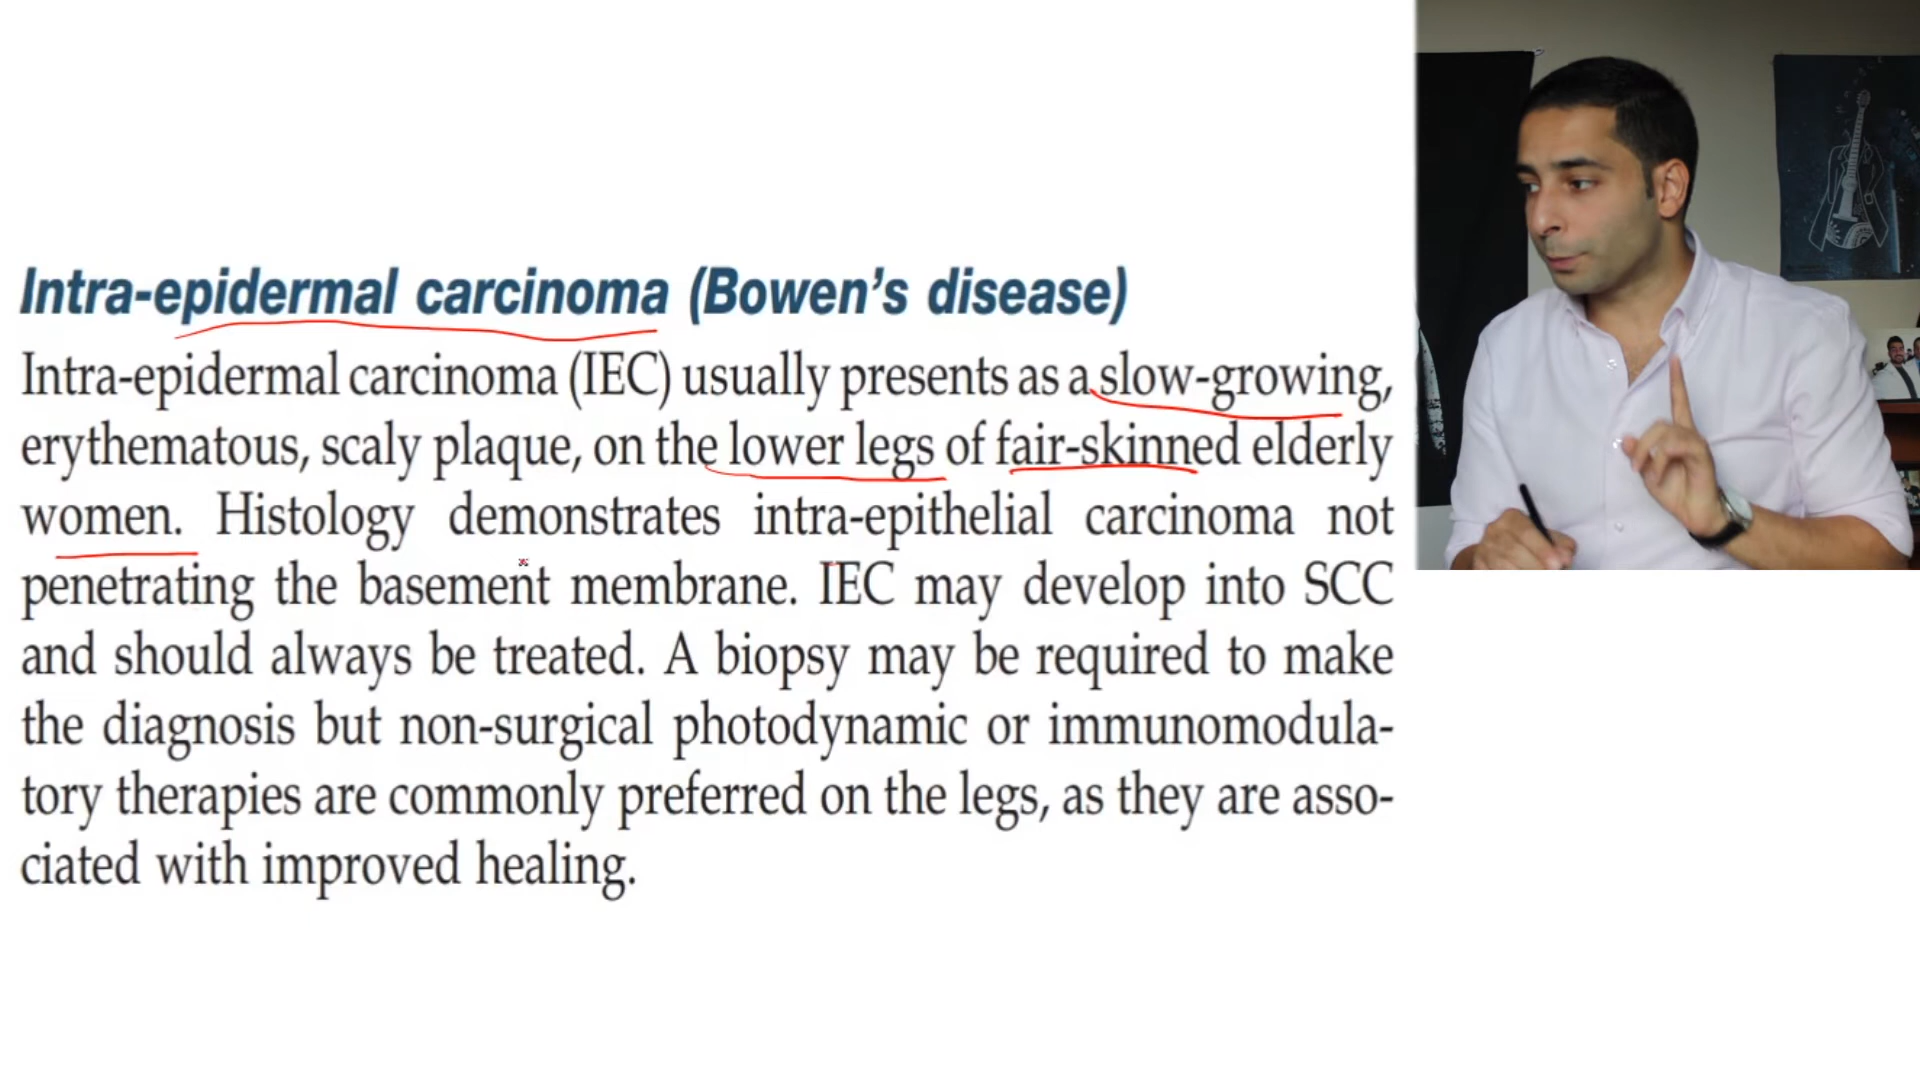 Intra-epidermal carcinoma (Bowen’s disease)
Intra-epidermal carcinoma (IEC) usually presents as a slow-growing,
erythematous, scaly plaque, on the lower legs of fair-skinned elderly
women. Histology demonstrates intra-epithelial carcinoma not
penetrating the basement membrane. IEC may develop into SCC
and should always be treated. A biopsy may be required to make
the diagnosis but non-surgical photodynamic or immunomodula-
tory therapies are commonly preferred on the legs, as they are asso-
ciated with improved healing.